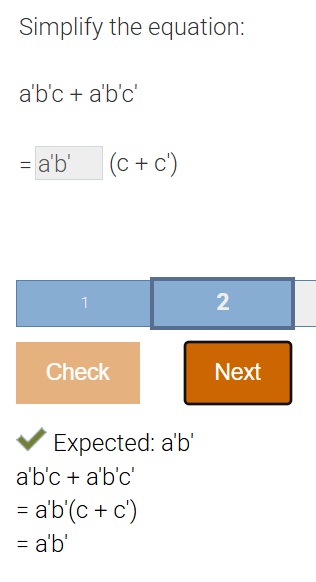 Simplify the equation:
a'b'c + a'b'c'
= a'b' (c + c')
1 2
Check Next
Expected: a'b'
a'b'c + a'b'c'
= a'b'(c + c')
= a'b'